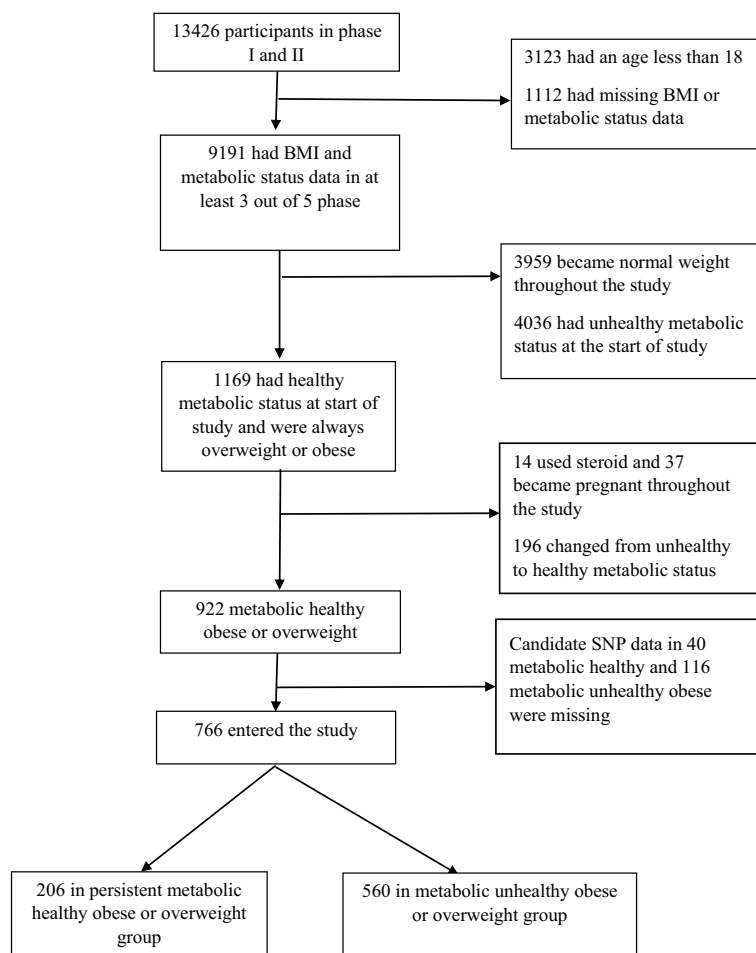 13426 participants in phase
I and II
3123 had an age less than 18
1112 had missing BMI or
metabolic status data
9191 had BMI and
metabolic status data in at
least 3 out of 5 phase
3959 became normal weight
throughout the study
4036 had unhealthy metabolic
status at the start of study
1169 had healthy
metabolic status at start of
study and were always
overweight or obese
14 used steroid and 37
became pregnant throughout
the study
196 changed from unhealthy
to healthy metabolic status
922 metabolic healthy
obese or overweight
Candidate SNP data in 40
metabolic healthy and 116
metabolic unhealthy obese
were missing
766 entered the study
206 in persistent metabolic
healthy obese or overweight
group
560 in metabolic unhealthy obese
or overweight group